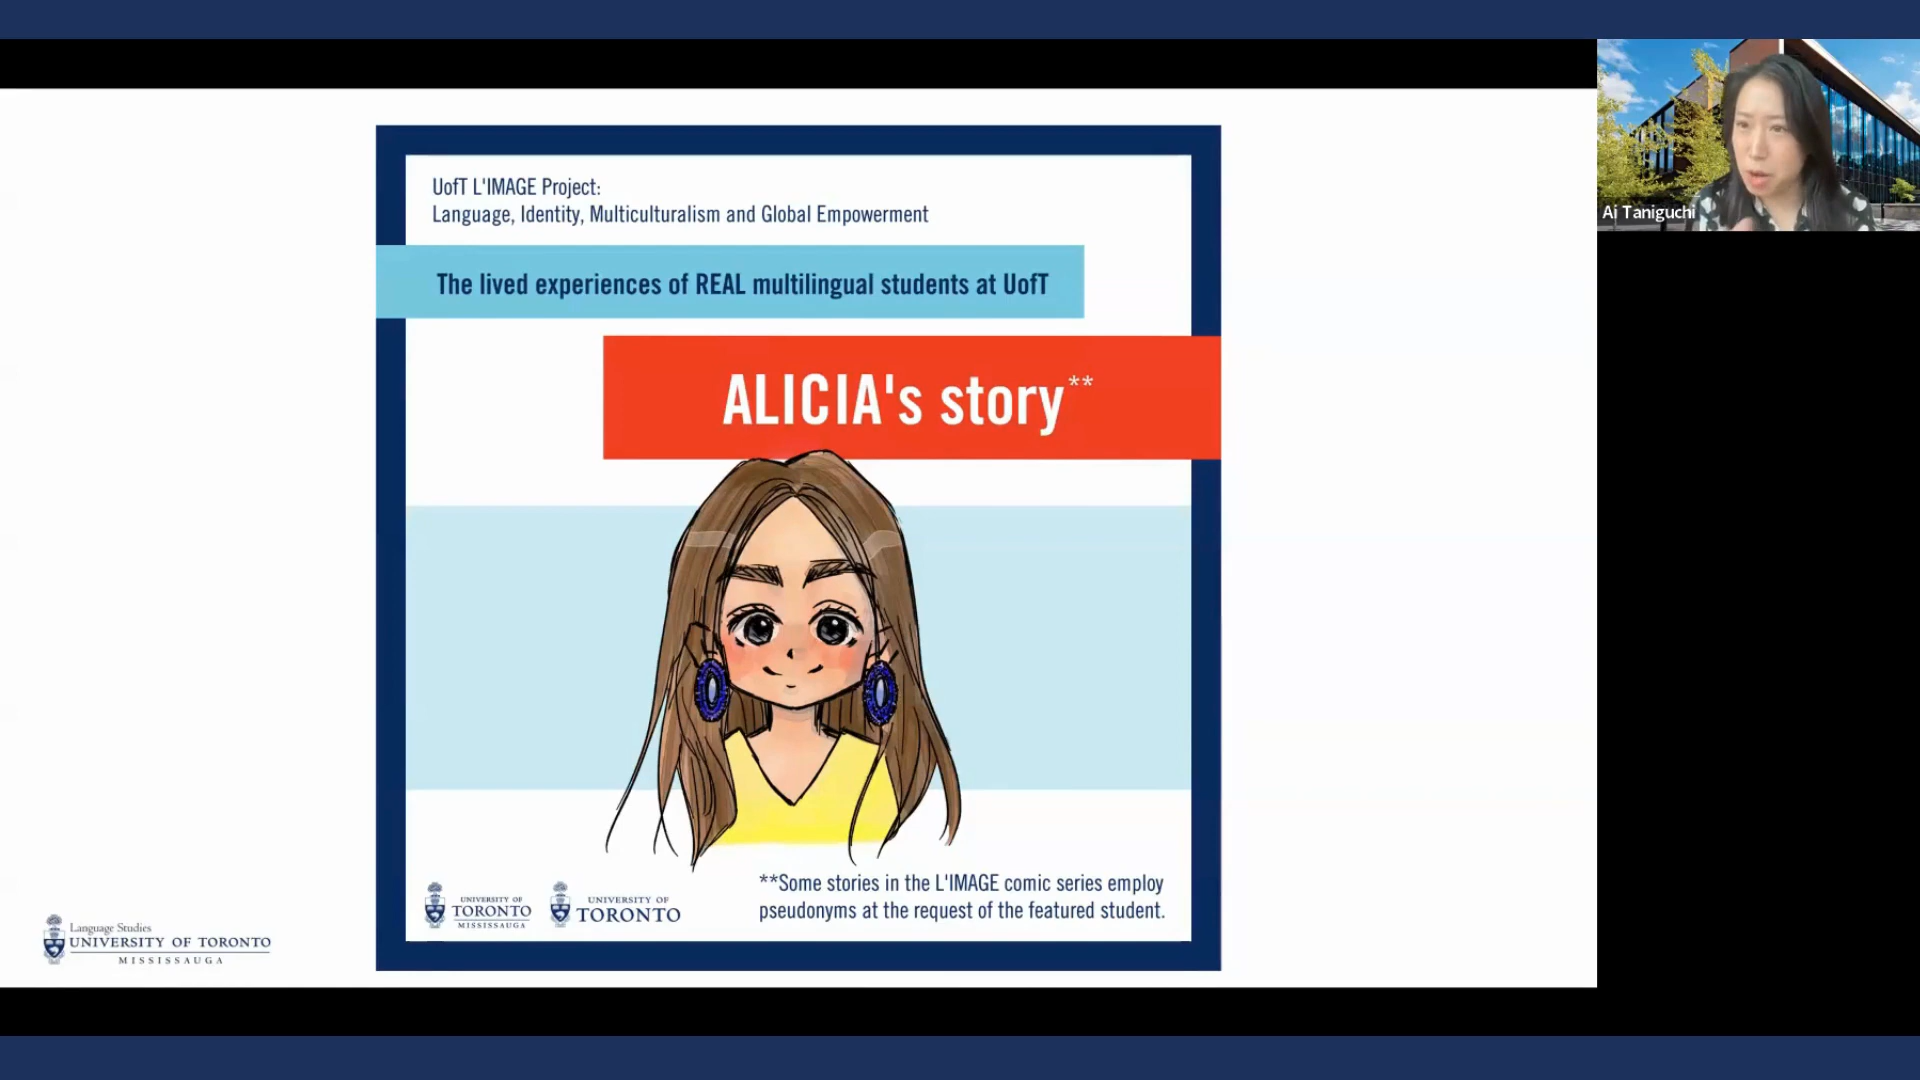 UofT L'IMAGE Project:
Language, Identity, Multiculturalism and Global Empowerment
The lived experiences of REAL multilingual students at UofT
ALICIA's story**
**Some stories in the L'IMAGE comic series employ
pseudonyms at the request of the featured student.
UNIVERSITY OF
TORONTO
MISSISSAUGA
UNIVERSITY OF
TORONTO
Language Studies
UNIVERSITY OF TORONTO
MISSISSAUGA
Ai Taniguchi